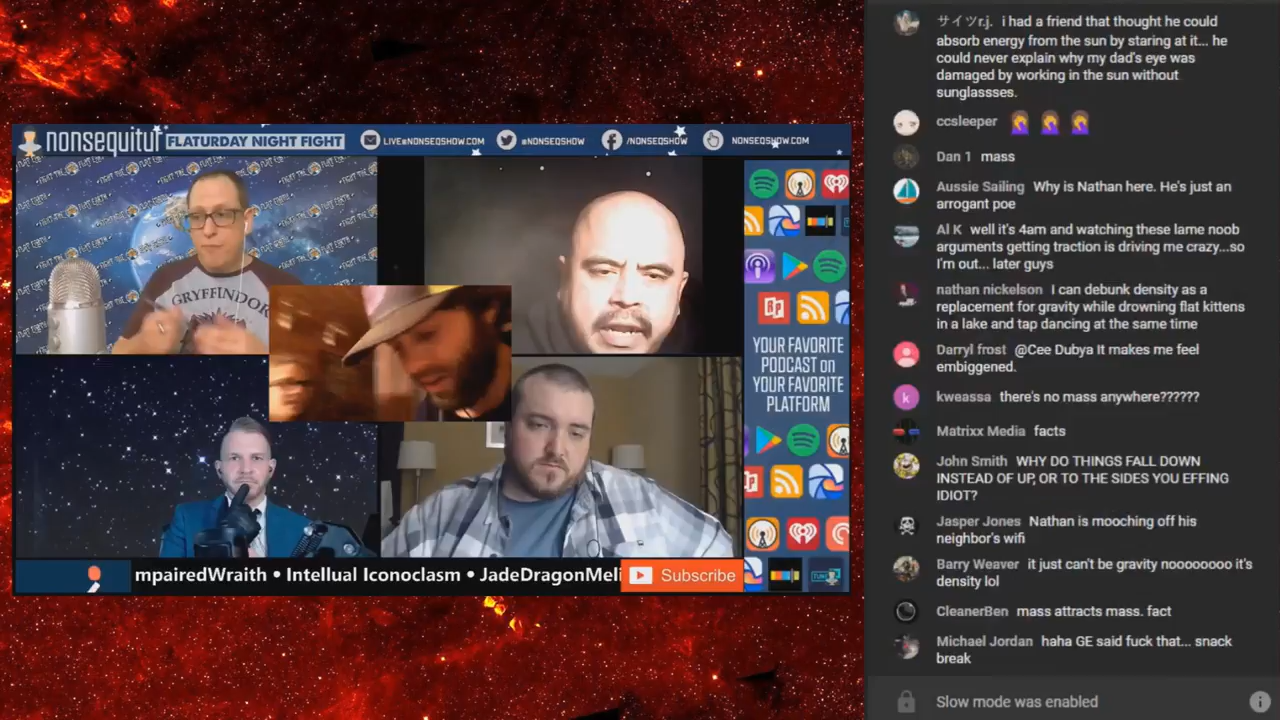 nonsequitur FLATURDAY NIGHT FIGHT LIVE@NONSEQSHOW.COM @NONSEQSHOW /NONSEQSHOW NONSEQSHOW.COM
GRYFFINDOR
YOUR FAVORITE
PODCAST on
YOUR FAVORITE
PLATFORM
mpairedWraith • Intellual Iconoclasm • JadeDragonMeli
Subscribe
サイツr.j. i had a friend that thought he could
absorb energy from the sun by staring at it... he
could never explain why my dad's eye was
damaged by working in the sun without
sunglassses.
ccsleeper
Dan 1 mass
Aussie Sailing Why is Nathan here. He's just an
arrogant poe
Al K well it's 4am and watching these lame noob
arguments getting traction is driving me crazy...so
I'm out... later guys
nathan nickelson I can debunk density as a
replacement for gravity while drowning flat kittens
in a lake and tap dancing at the same time
Darryl frost @Cee Dubya It makes me feel
embiggened.
k
kweassa there's no mass anywhere??????
Matrixx Media facts
John Smith WHY DO THINGS FALL DOWN
INSTEAD OF UP, OR TO THE SIDES YOU EFFING
IDIOT?
Jasper Jones Nathan is mooching off his
neighbor's wifi
Barry Weaver it just can't be gravity noooooooo it's
density lol
CleanerBen mass attracts mass. fact
Michael Jordan haha GE said fuck that... snack
break
Slow mode was enabled